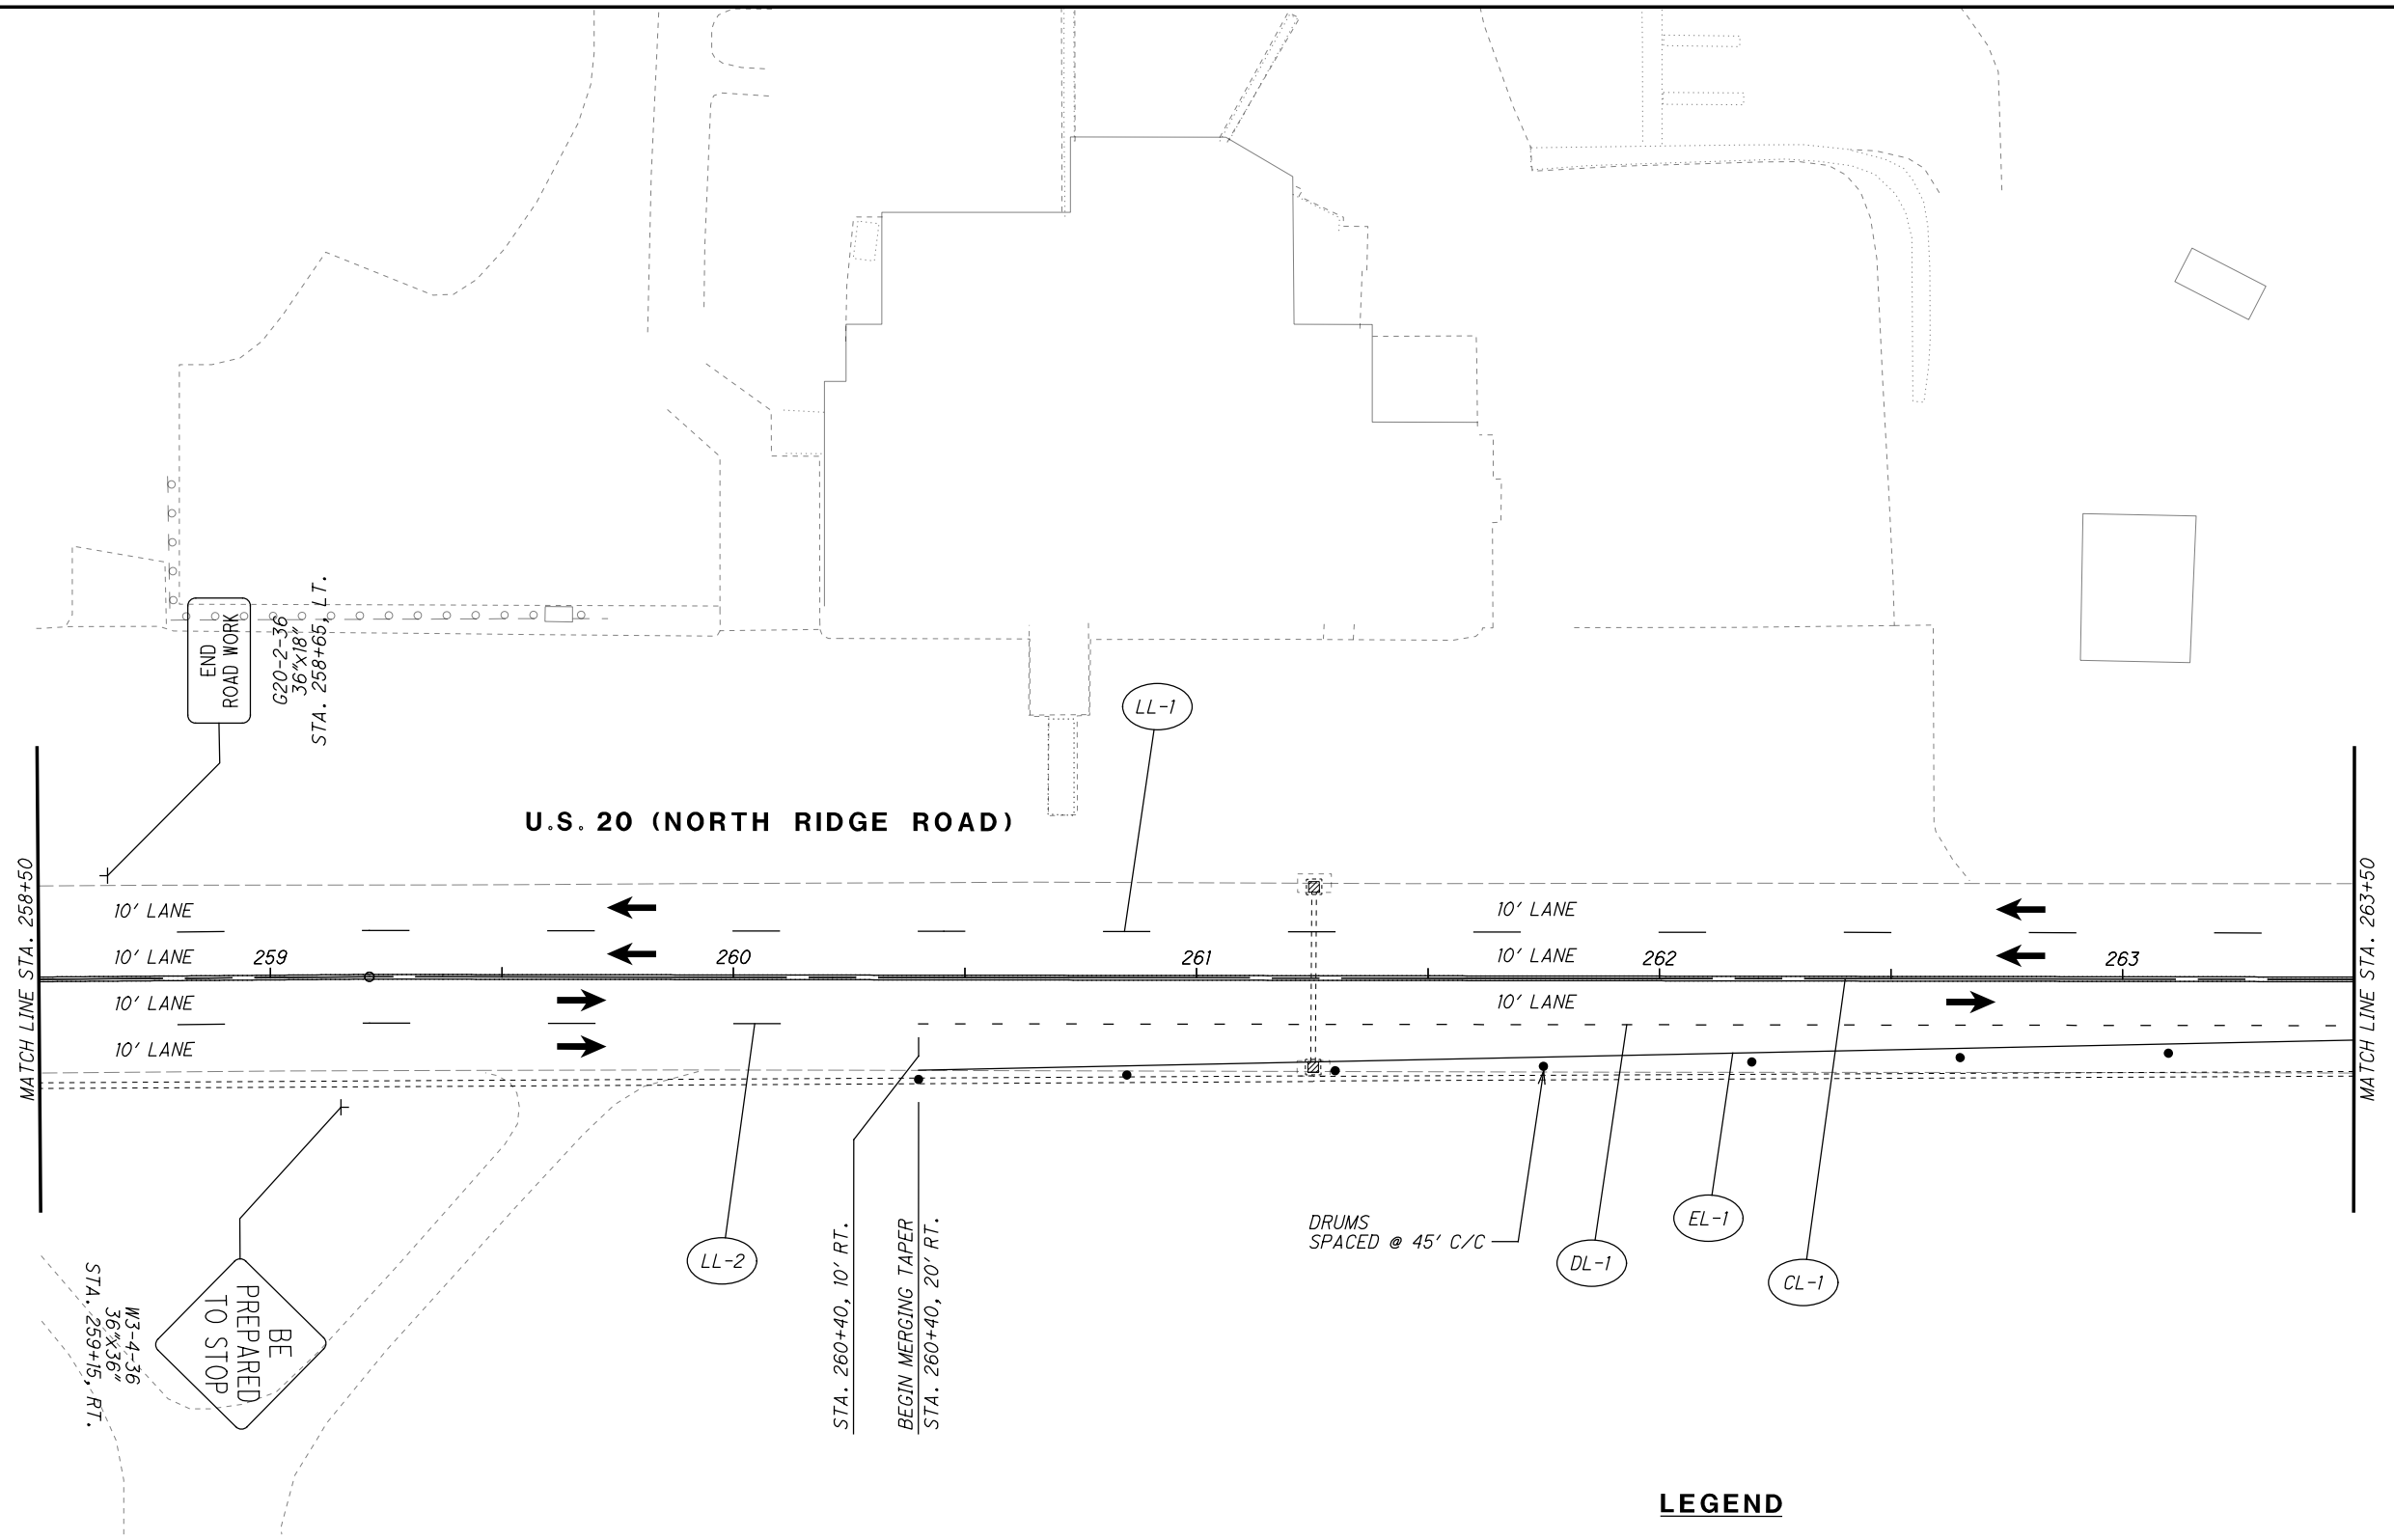 END
ROAD WORK
G20-2-36
36"X18"
STA. 258+65, LT.
LL-1
U.S. 20 (NORTH RIDGE ROAD)
MATCH LINE STA. 258+50
MATCH LINE STA. 263+50
10' LANE
10' LANE
10' LANE
10' LANE
259
260
261
262
263
10' LANE
10' LANE
10' LANE
LL-2
STA. 260+40, 10' RT.
BEGIN MERGING TAPER
STA. 260+40, 20' RT.
DRUMS
SPACED @ 45' C/C
DL-1
EL-1
CL-1
BE
PREPARED
TO STOP
W3-4-36
36"X36"
STA. 259+15, RT.
LEGEND